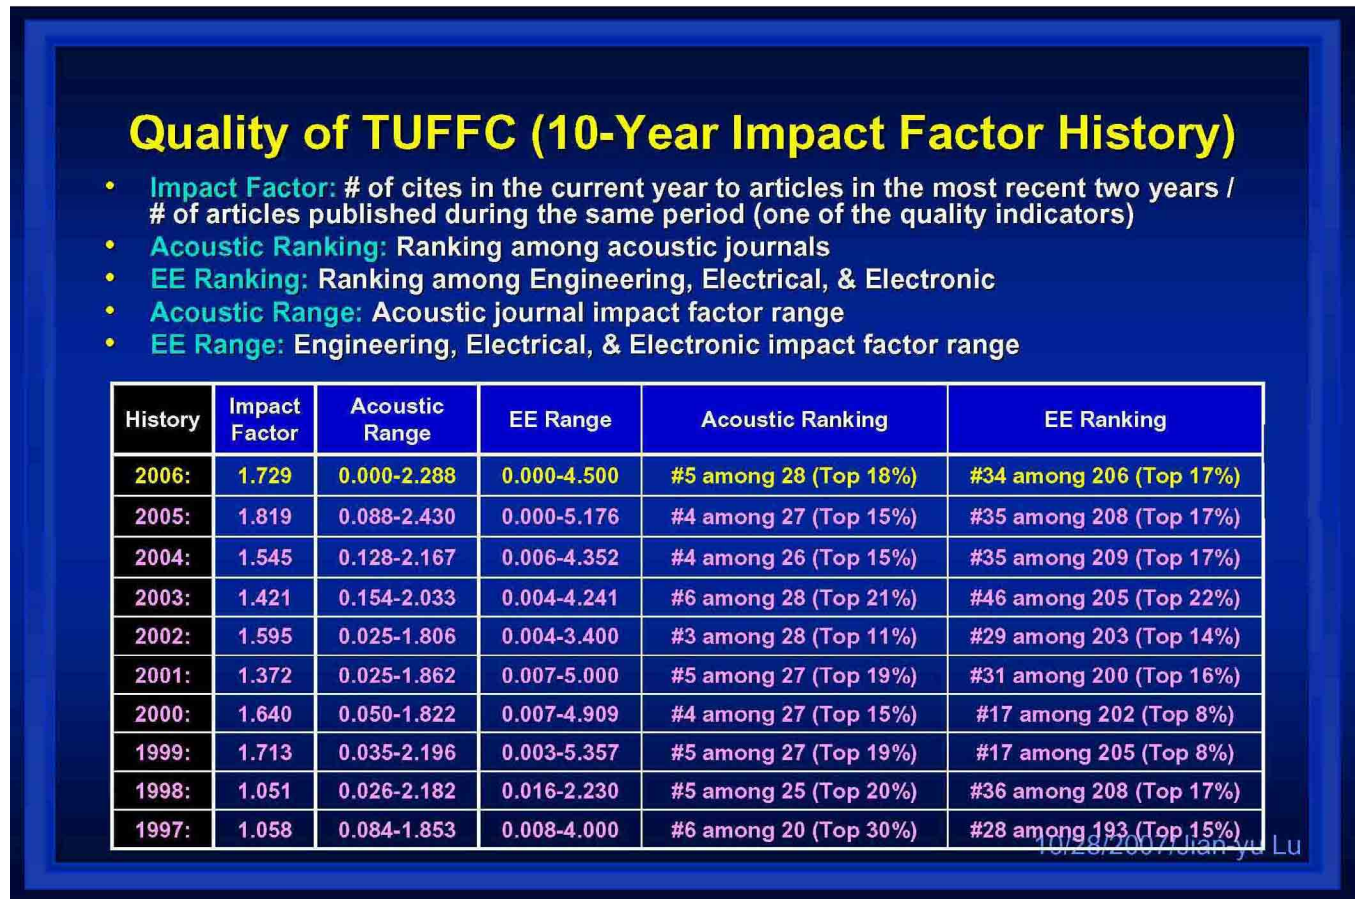 Quality of TUFFC (10-Year Impact Factor History)
• Impact Factor: # of cites in the current year to articles in the most recent two years /
# of articles published during the same period (one of the quality indicators)
• Acoustic Ranking: Ranking among acoustic journals
• EE Ranking: Ranking among Engineering, Electrical, & Electronic
• Acoustic Range: Acoustic journal impact factor range
• EE Range: Engineering, Electrical, & Electronic impact factor range
History Impact Factor Acoustic Range EE Range Acoustic Ranking EE Ranking
2006: 1.729 0.000-2.288 0.000-4.500 #5 among 28 (Top 18%) #34 among 206 (Top 17%)
2005: 1.819 0.088-2.430 0.000-5.176 #4 among 27 (Top 15%) #35 among 208 (Top 17%)
2004: 1.545 0.128-2.167 0.006-4.352 #4 among 26 (Top 15%) #35 among 209 (Top 17%)
2003: 1.421 0.154-2.033 0.004-4.241 #6 among 28 (Top 21%) #46 among 205 (Top 22%)
2002: 1.595 0.025-1.806 0.004-3.400 #3 among 28 (Top 11%) #29 among 203 (Top 14%)
2001: 1.372 0.025-1.862 0.007-5.000 #5 among 27 (Top 19%) #31 among 200 (Top 16%)
2000: 1.640 0.050-1.822 0.007-4.909 #4 among 27 (Top 15%) #17 among 202 (Top 8%)
1999: 1.713 0.035-2.196 0.003-5.357 #5 among 27 (Top 19%) #17 among 205 (Top 8%)
1998: 1.051 0.026-2.182 0.016-2.230 #5 among 25 (Top 20%) #36 among 208 (Top 17%)
1997: 1.058 0.084-1.853 0.008-4.000 #6 among 20 (Top 30%) #28 among 193 (Top 15%)
10/28/2007/Jian-yu Lu